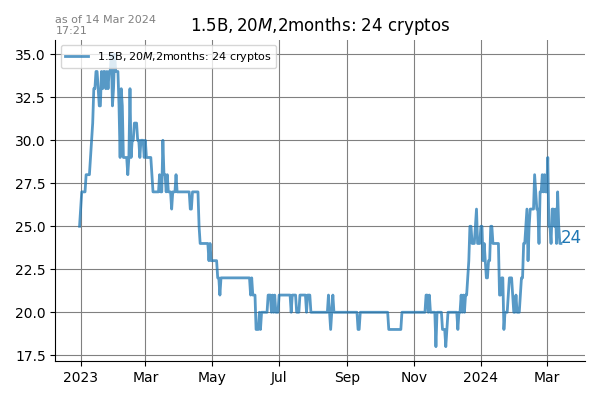 as of 14 Mar 2024
17:21
1.5B, 20M,2months: 24 cryptos
1.5B, 20M,2months: 24 cryptos
35.0
32.5
30.0
27.5
25.0
22.5
20.0
17.5
24
2023 Mar May Jul Sep Nov 2024 Mar